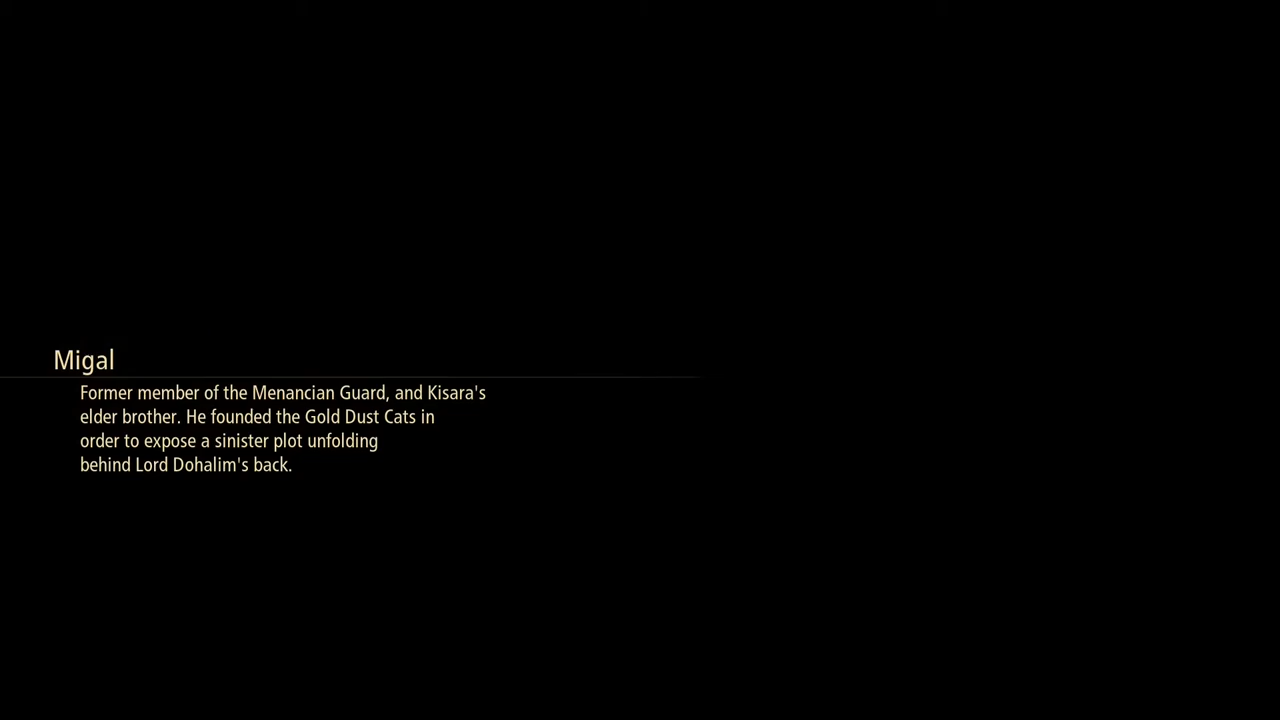 Migal
Former member of the Menancian Guard, and Kisara's
elder brother. He founded the Gold Dust Cats in
order to expose a sinister plot unfolding
behind Lord Dohalim's back.